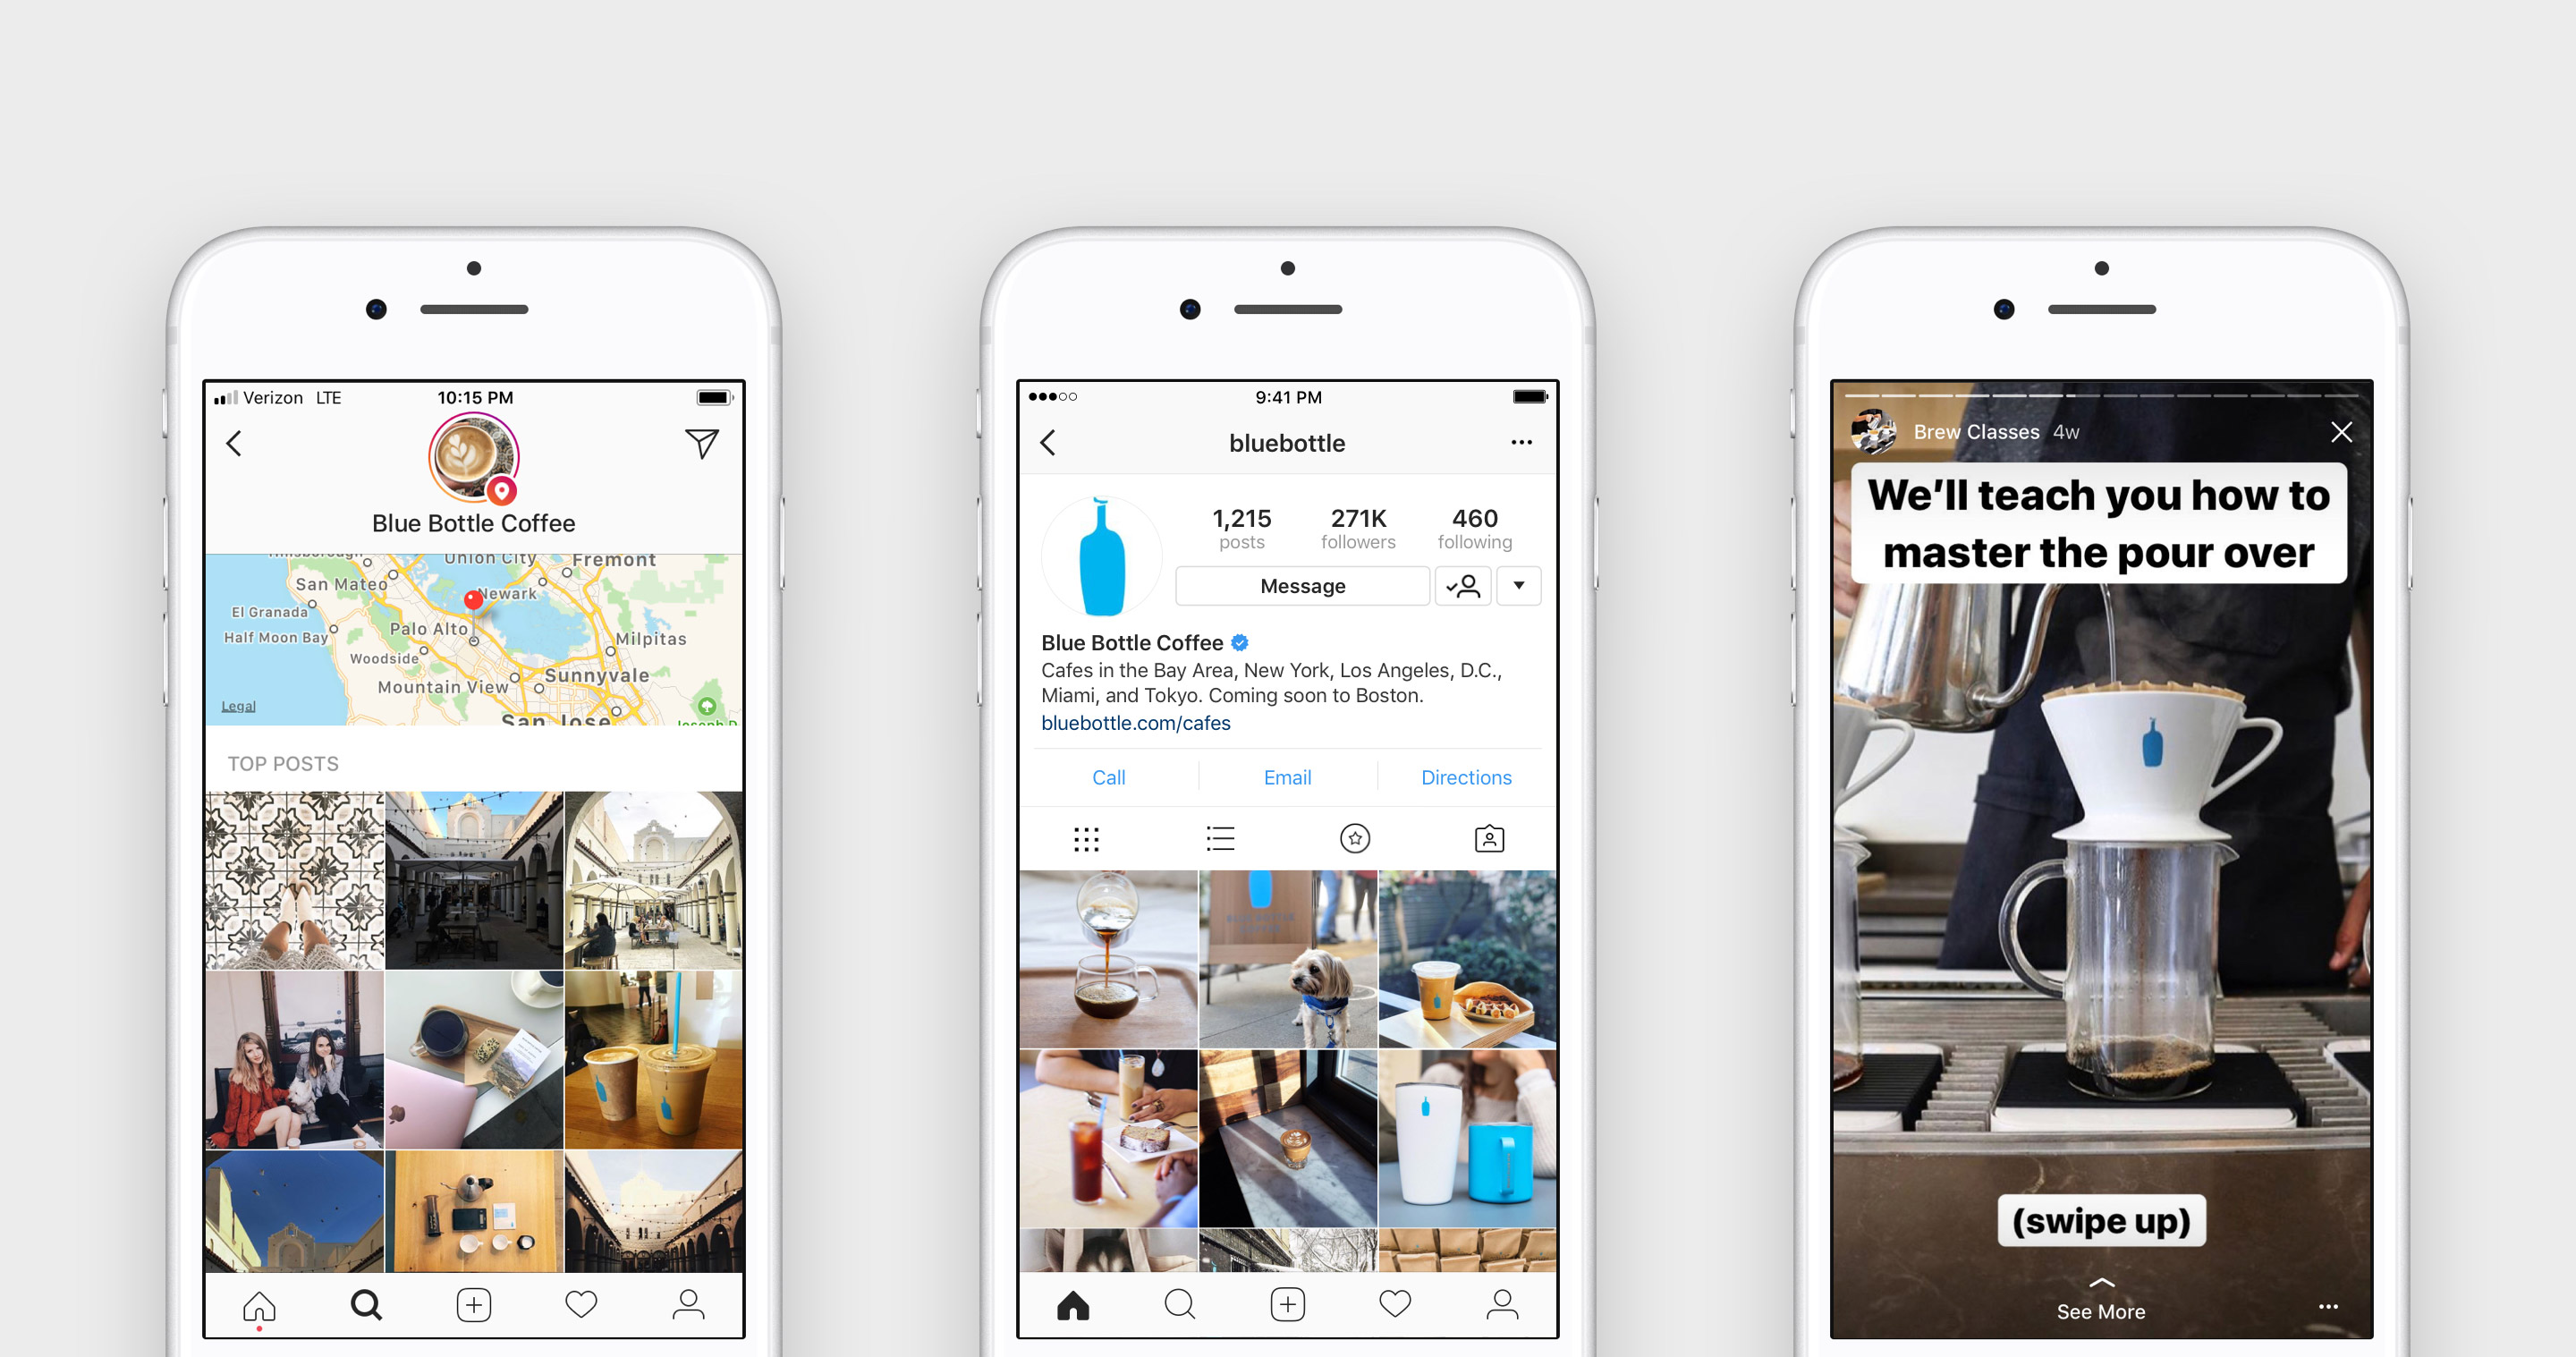 Verizon LTE
10:15 PM
Blue Bottle Coffee
Union City
Fremont
San Mateo
Newark
El Granada
Palo Alto
Half Moon Bay
Milpitas
Woodside
Sunnyvale
Mountain View
San Jose
Legal
TOP POSTS
9:41 PM
bluebottle
1,215
posts
271K
followers
460
following
Message
Blue Bottle Coffee
Cafes in the Bay Area, New York, Los Angeles, D.C.,
Miami, and Tokyo. Coming soon to Boston.
bluebottle.com/cafes
Call
Email
Directions
Brew Classes 4w
We’ll teach you how to
master the pour over
(swipe up)
See More